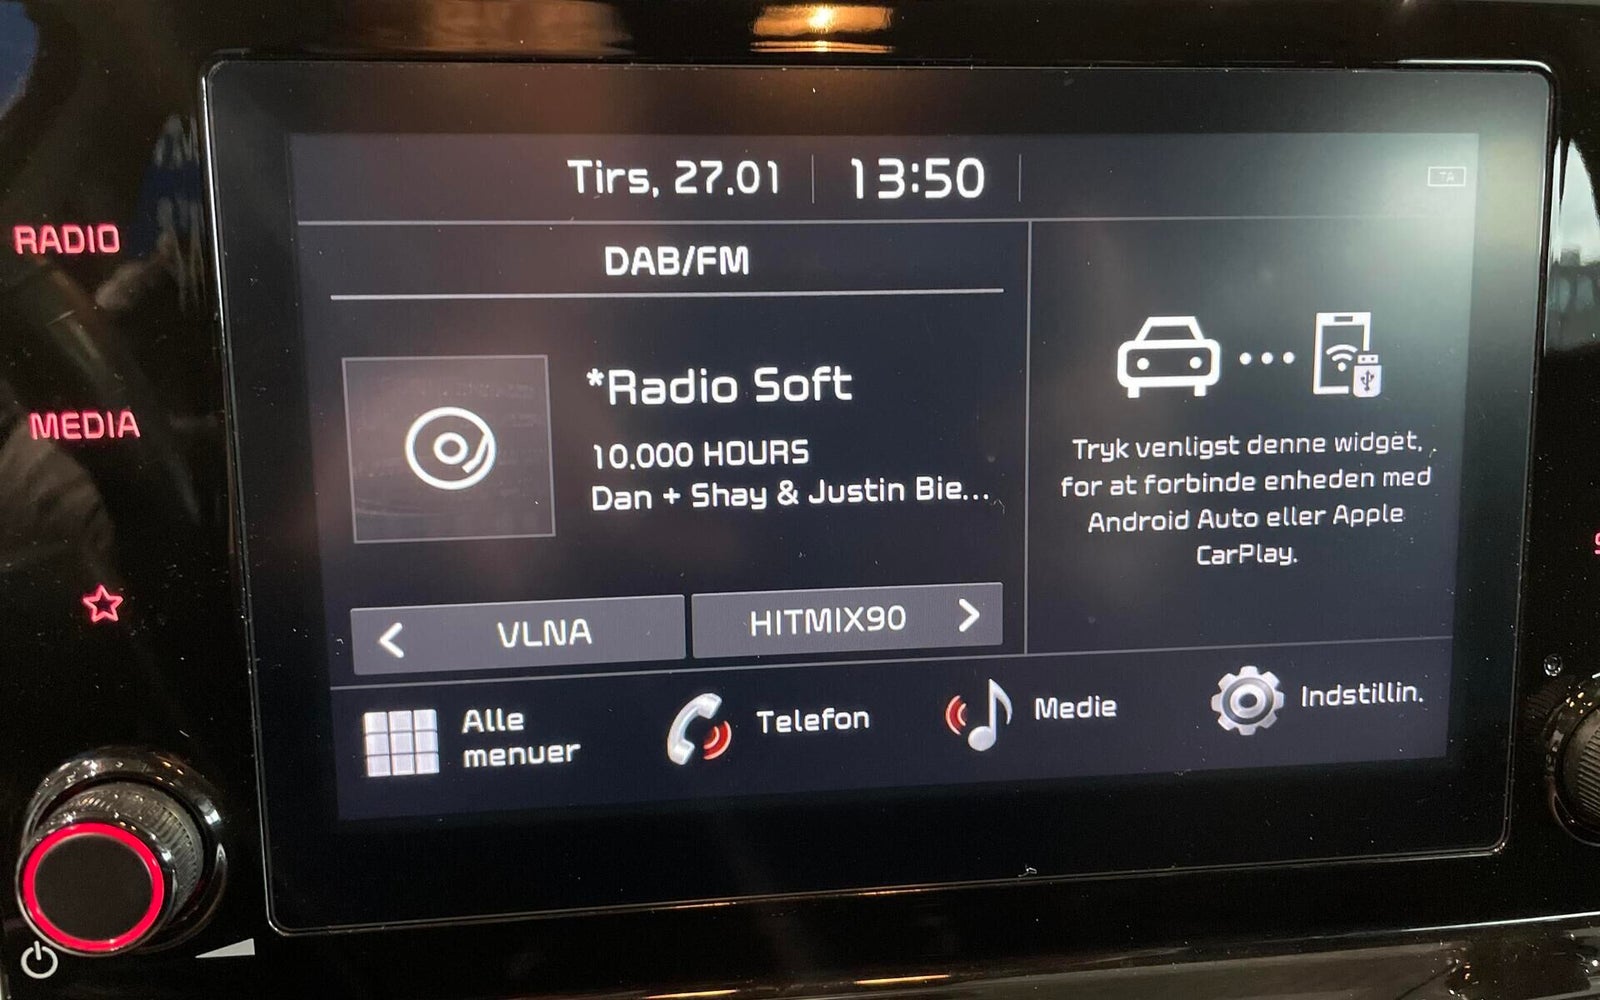 Tirs, 27.01
13:50
TA
RADIO
DAB/FM
*Radio Soft
10.000 HOURS
Dan + Shay & Justin Bie...
MEDIA
Tryk venligst denne widget,
for at forbinde enheden med
Android Auto eller Apple
CarPlay.
VLNA
HITMIX90
Alle
menuer
Telefon
Medie
Indstillin.